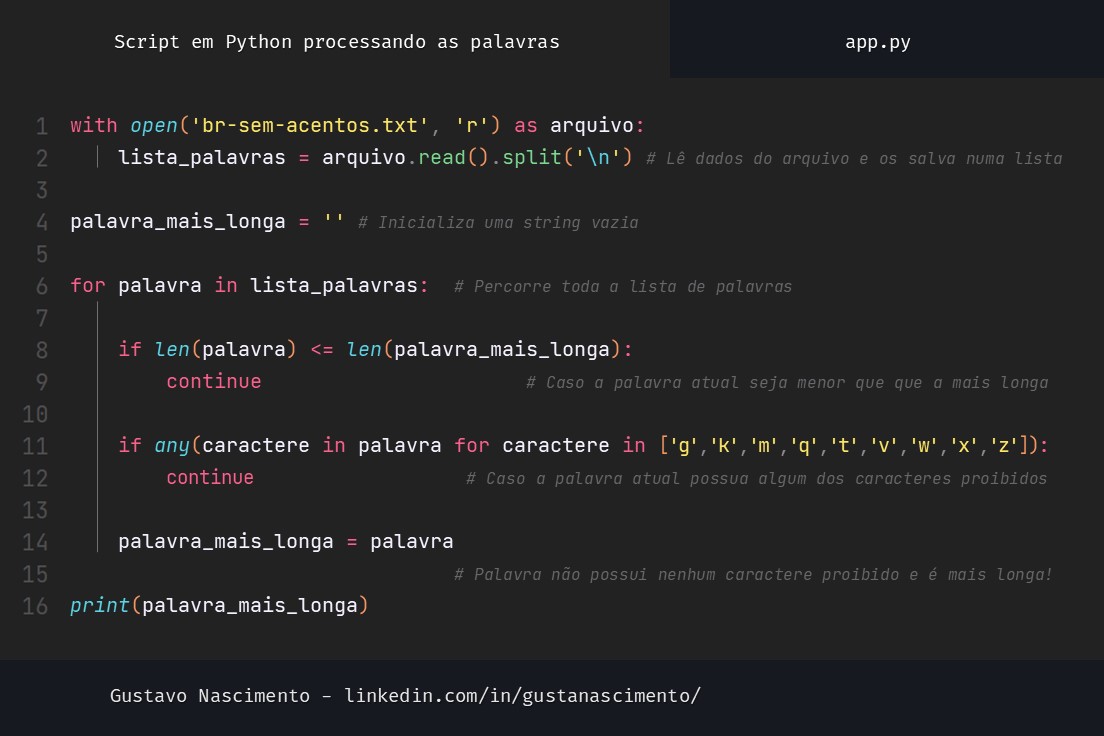 Script em Python processando as palavras
app.py
1 with open('br-sem-acentos.txt', 'r') as arquivo:
2 lista_palavras = arquivo.read().split('\n') # Lê dados do arquivo e os salva numa lista
3
4 palavra_mais_longa = '' # Inicializa uma string vazia
5
6 for palavra in lista_palavras: # Percorre toda a lista de palavras
7
8 if len(palavra) <= len(palavra_mais_longa):
9 continue # Caso a palavra atual seja menor que que a mais longa
10
11 if any(caractere in palavra for caractere in ['g','k','m','q','t','v','w','x','z']):
12 continue # Caso a palavra atual possua algum dos caracteres proibidos
13
14 palavra_mais_longa = palavra
15 # Palavra não possui nenhum caractere proibido e é mais longa!
16 print(palavra_mais_longa)
Gustavo Nascimento - linkedin.com/in/gustanascimento/